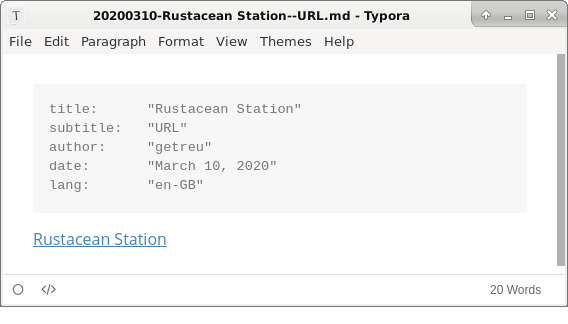 T 20200310-Rustacean Station--URL.md - Typora
File Edit Paragraph Format View Themes Help
title: "Rustacean Station"
subtitle: "URL"
author: "getreu"
date: "March 10, 2020"
lang: "en-GB"
Rustacean Station
</> 20 Words